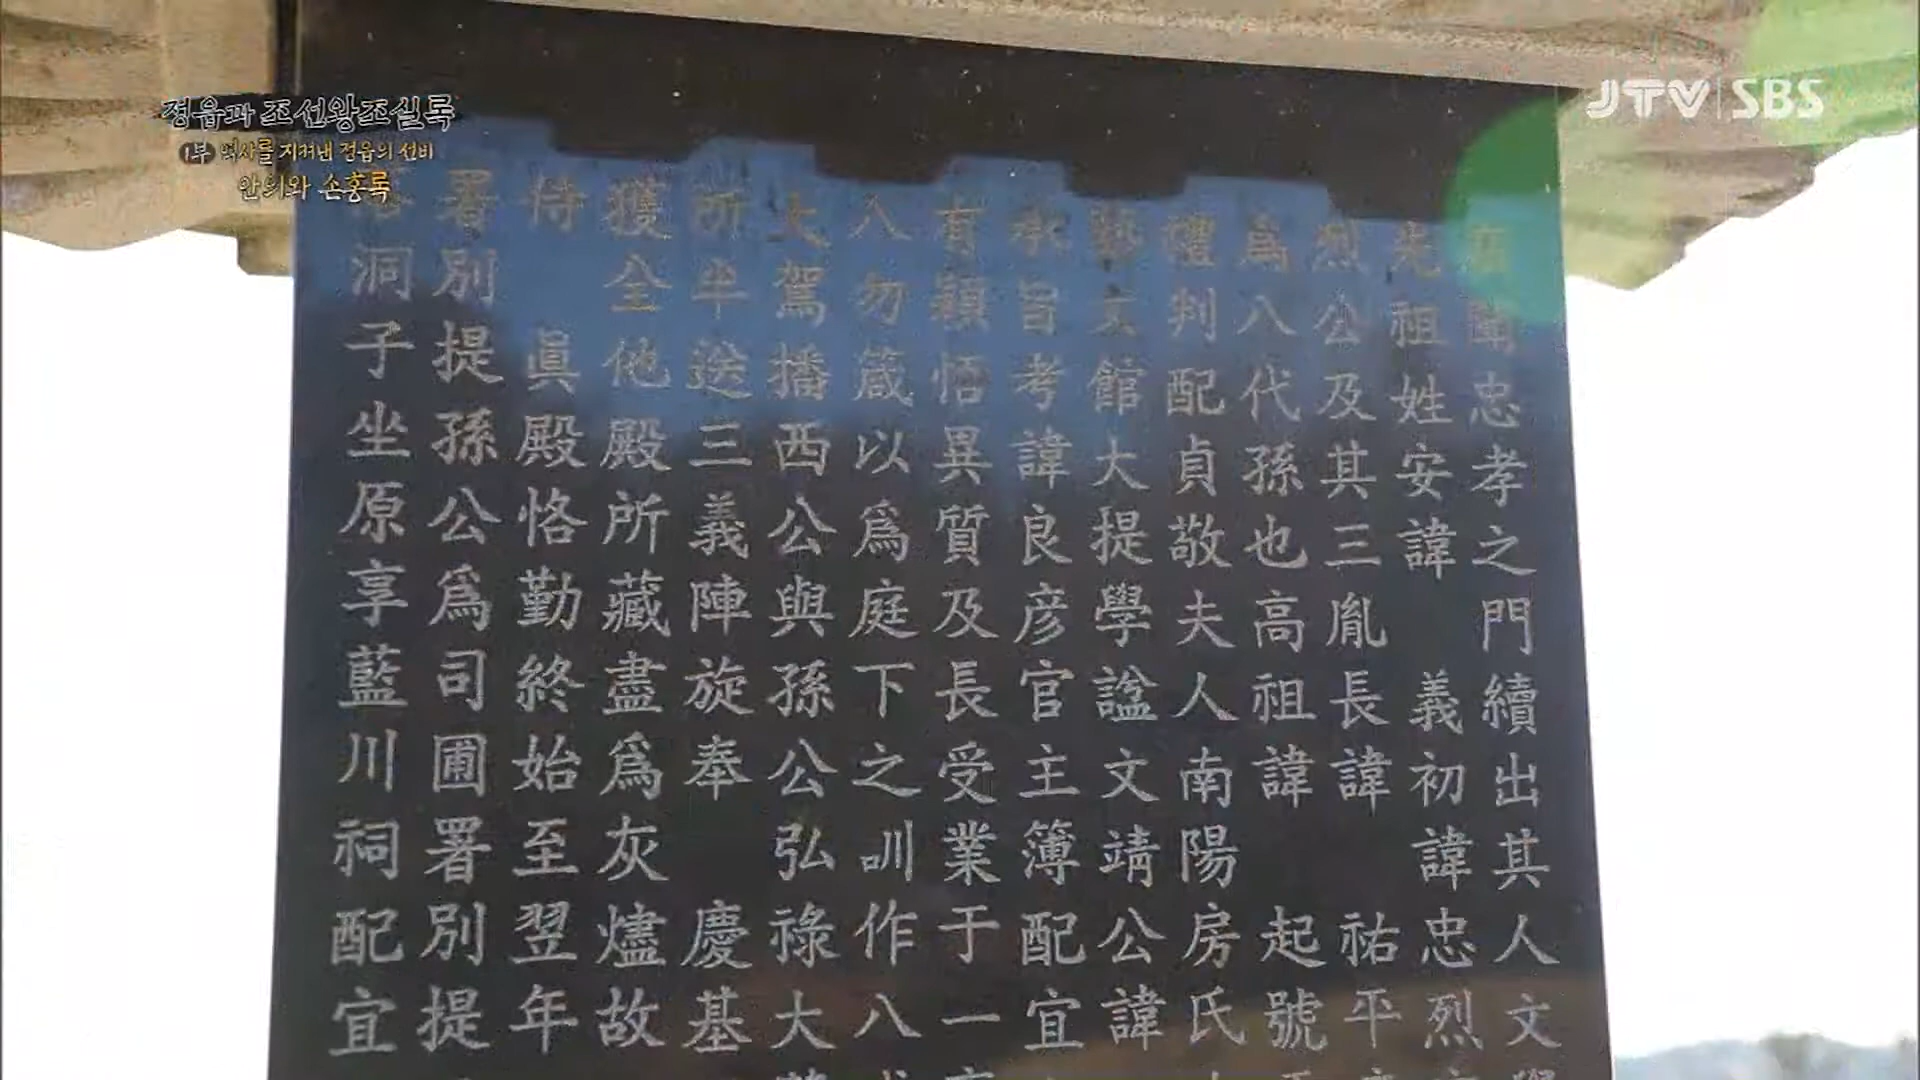 정읍과 조선왕조실록
1부 역사를 지켜낸 정읍의 선비
안의와 손홍록
JTV SBS
聞忠孝之門續出其人文
先祖姓安諱 義初諱忠烈
烈公及其三胤長諱 祐平
爲八代孫也高祖諱 起號
禮判配貞敬夫人南陽房氏
藝文館大提學諡文靖公諱
承旨考諱良彦官主簿配宜
有穎悟異質及長受業于一
入勿箴以爲庭下之訓作八
大駕播西公與孫公弘祿大
所半送三義陣旋奉 慶基
獲全他殿所藏盡爲灰燼故
侍 眞殿恪勤終始至翌年
署別提孫公爲司圃署別提
洞子坐原享藍川祠配宜